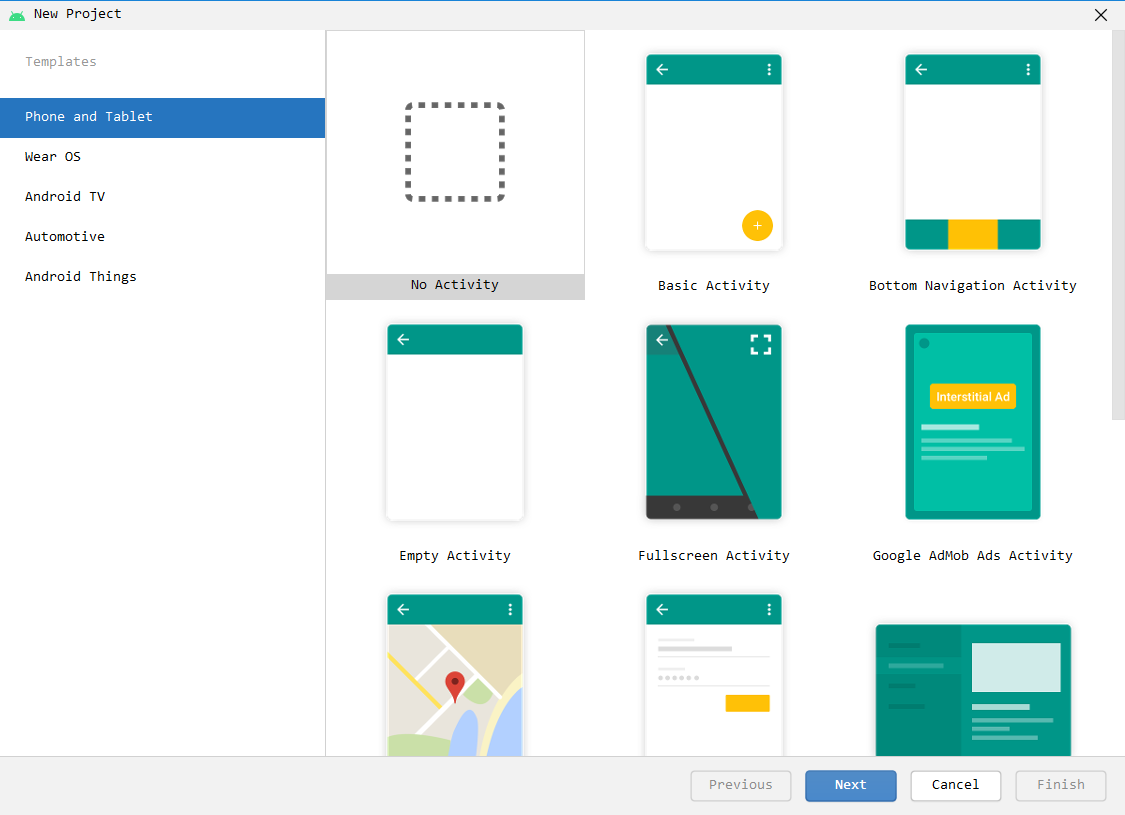 New Project
Templates
Phone and Tablet
Wear OS
Android TV
Automotive
Android Things
No Activity
Basic Activity
Bottom Navigation Activity
Interstitial Ad
Empty Activity
Fullscreen Activity
Google AdMob Ads Activity
Previous
Next
Cancel
Finish